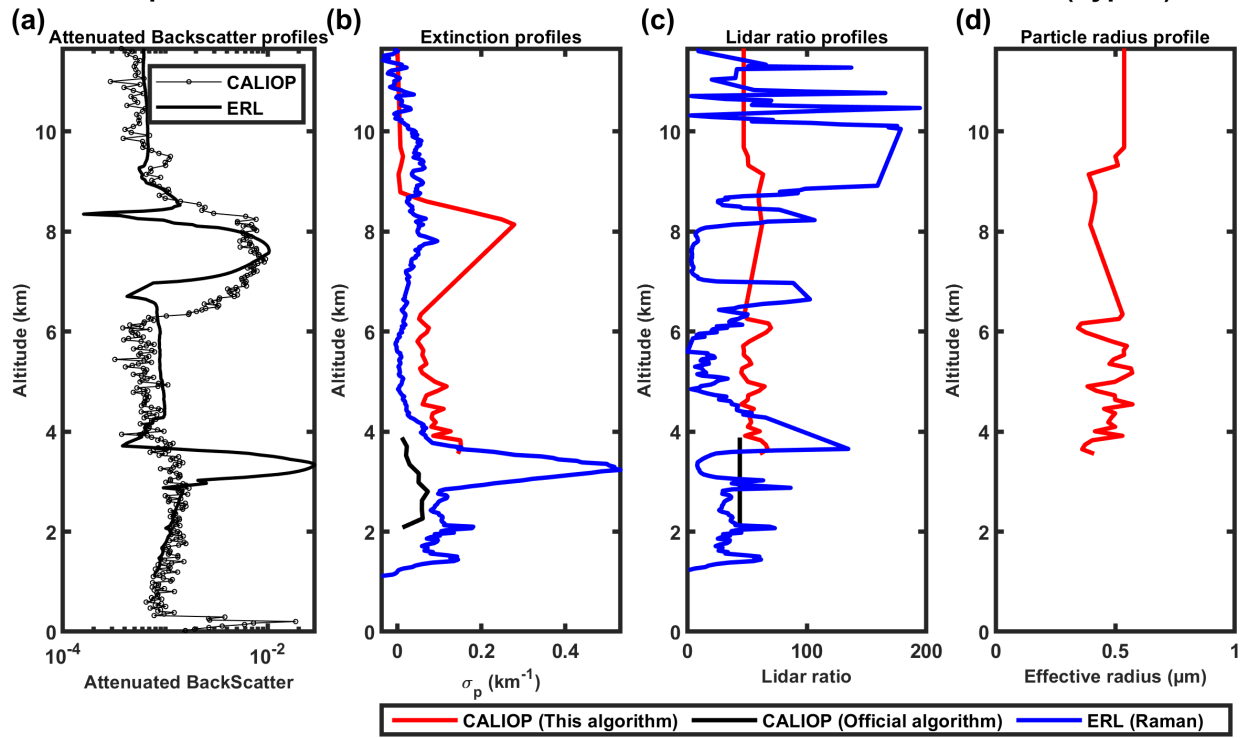 (a)
Attenuated Backscatter profiles
CALIOP
ERL
10
8
6
4
2
0
Altitude (km)
10-4
10-2
Attenuated BackScatter
(b)
Extinction profiles
10
8
6
4
2
0
Altitude (km)
0
0.2
0.4
σp (km-1)
(c)
Lidar ratio profiles
10
8
6
4
2
0
Altitude (km)
0
100
200
Lidar ratio
(d)
Particle radius profile
10
8
6
4
2
0
Altitude (km)
0
0.5
1
Effective radius (μm)
CALIOP (This algorithm)
CALIOP (Official algorithm)
ERL (Raman)